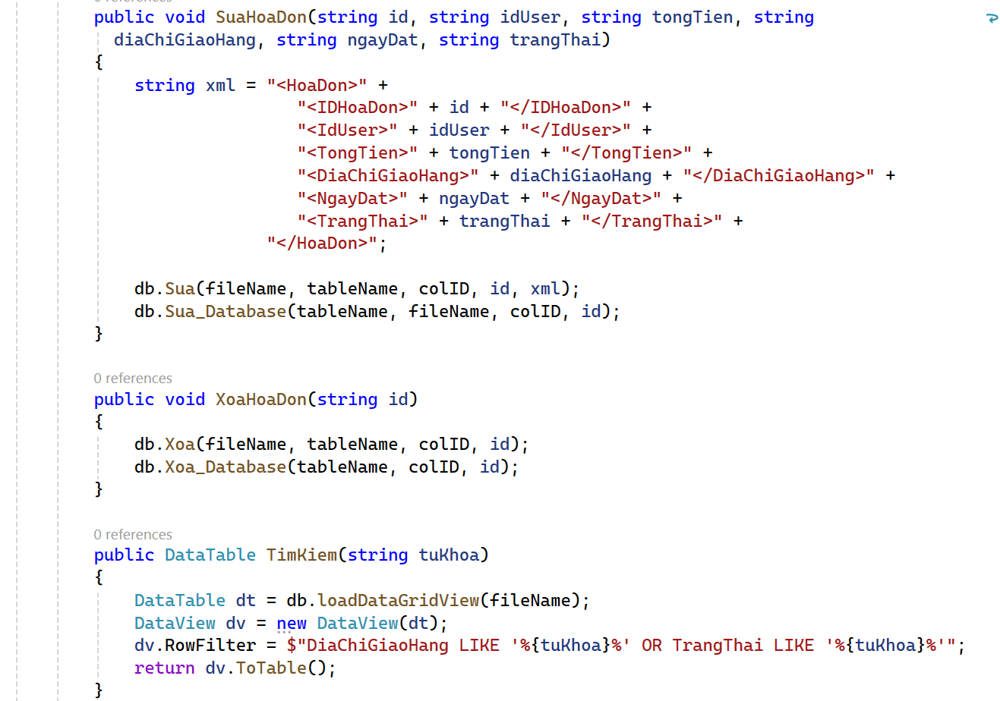 0 references
public void SuaHoaDon(string id, string idUser, string tongTien, string
diaChiGiaoHang, string ngayDat, string trangThai)
{
string xml = "<HoaDon>" +
"<IDHoaDon>" + id + "</IDHoaDon>" +
"<IdUser>" + idUser + "</IdUser>" +
"<TongTien>" + tongTien + "</TongTien>" +
"<DiaChiGiaoHang>" + diaChiGiaoHang + "</DiaChiGiaoHang>" +
"<NgayDat>" + ngayDat + "</NgayDat>" +
"<TrangThai>" + trangThai + "</TrangThai>" +
"</HoaDon>";
db.Sua(fileName, tableName, colID, id, xml);
db.Sua_Database(tableName, fileName, colID, id);
}
0 references
public void XoaHoaDon(string id)
{
db.Xoa(fileName, tableName, colID, id);
db.Xoa_Database(tableName, colID, id);
}
0 references
public DataTable TimKiem(string tuKhoa)
{
DataTable dt = db.loadDataGridView(fileName);
DataView dv = new DataView(dt);
dv.RowFilter = $"DiaChiGiaoHang LIKE '%{tuKhoa}%' OR TrangThai LIKE '%{tuKhoa}%'";
return dv.ToTable();
}